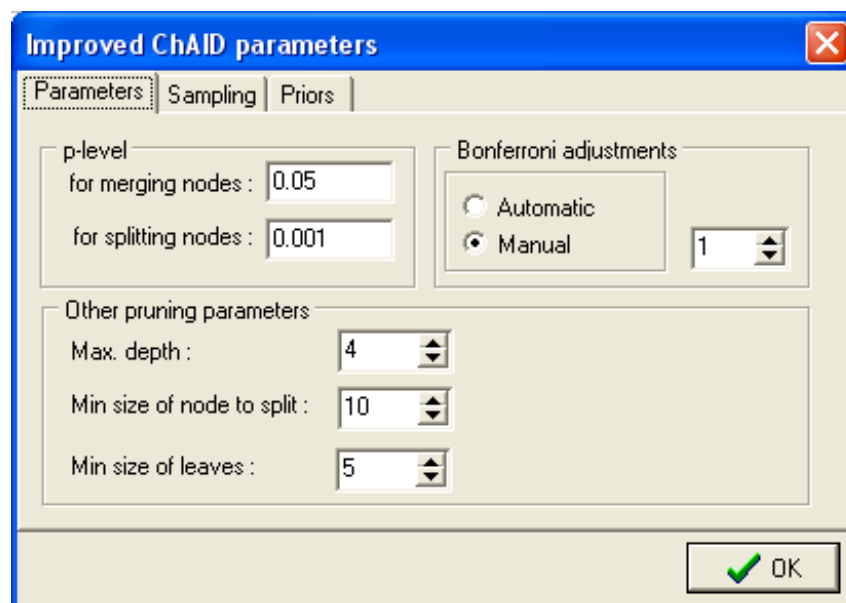 Improved ChAID parameters
Parameters Sampling Priors
p-level
for merging nodes : 0.05
for splitting nodes : 0.001
Bonferroni adjustments
Automatic
Manual 1
Other pruning parameters
Max. depth : 4
Min size of node to split : 10
Min size of leaves : 5
OK